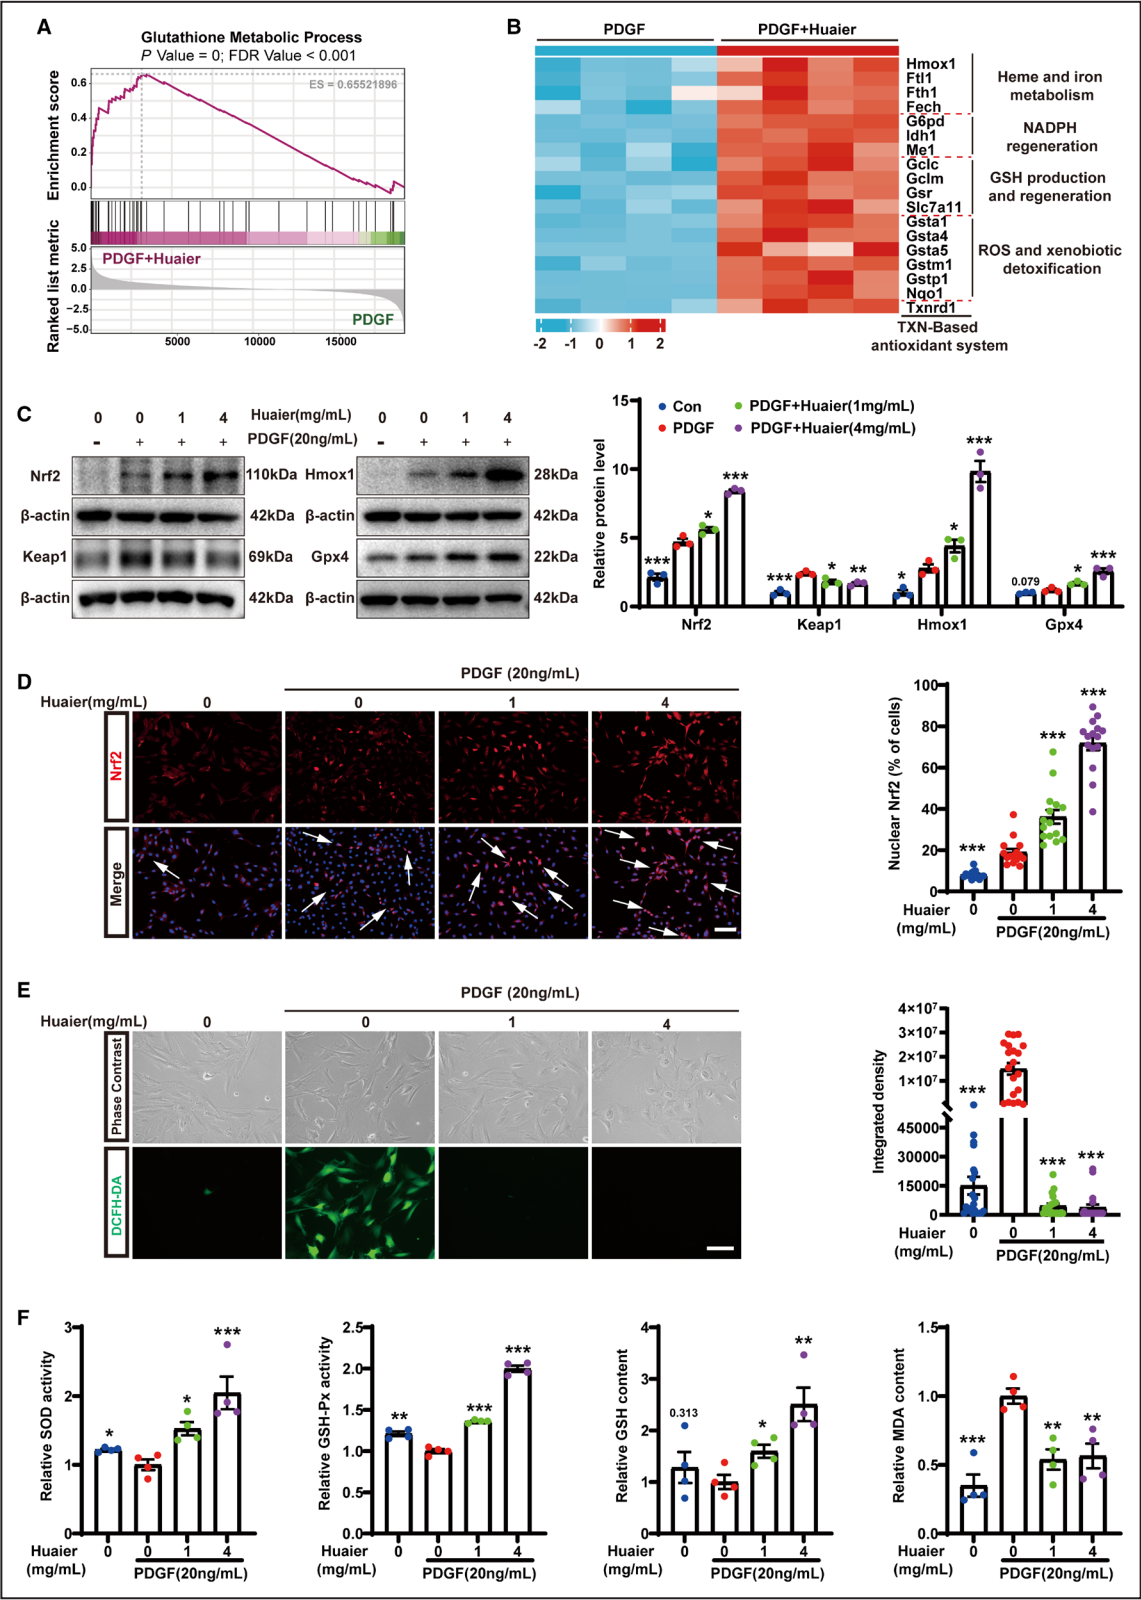 A
Glutathione Metabolic Process
P Value = 0; FDR Value < 0.001
ES = 0.65521896
Enrichment score
0.6
0.4
0.2
0.0
Ranked list metric
5.0
2.5
0.0
−2.5
−5.0
PDGF+Huaier
PDGF
5000
10000
15000
B
PDGF
PDGF+Huaier
Hmox1
Ftl1
Fth1
Fech
G6pd
Idh1
Me1
Gclc
Gclm
Gsr
Slc7a11
Gsta1
Gsta4
Gsta5
Gstm1
Gstp1
Nqo1
Txnrd1
Heme and iron
metabolism
NADPH
regeneration
GSH production
and regeneration
ROS and xenobiotic
detoxification
TXN-Based
antioxidant system
-2 -1 0 1 2
C
0 0 1 4 Huaier(mg/mL) 0 0 1 4
- + + + PDGF(20ng/mL) - + + +
Nrf2 110kDa Hmox1 28kDa
β-actin 42kDa β-actin 42kDa
Keap1 69kDa Gpx4 22kDa
β-actin 42kDa β-actin 42kDa
Relative protein level
15
10
5
0
Con
PDGF
PDGF+Huaier(1mg/mL)
PDGF+Huaier(4mg/mL)
*** * ***
*** * **
* * ***
0.079 * ***
Nrf2 Keap1 Hmox1 Gpx4
D
PDGF (20ng/mL)
Huaier(mg/mL) 0 0 1 4
Nrf2
Merge
Nuclear Nrf2 (% of cells)
100
80
60
40
20
0
*** *** ***
Huaier
(mg/mL)
0 0 1 4
PDGF(20ng/mL)
E
PDGF (20ng/mL)
Huaier(mg/mL) 0 0 1 4
Phase Contrast
DCFH-DA
Integrated density
4×10⁷
3×10⁷
2×10⁷
1×10⁷
45000
30000
15000
0
*** *** ***
Huaier
(mg/mL)
0 0 1 4
PDGF(20ng/mL)
F
Relative SOD activity
3
2
1
0
* * ***
Huaier
(mg/mL)
0 0 1 4
PDGF(20ng/mL)
Relative GSH-Px activity
2.5
2.0
1.5
1.0
0.5
0.0
** *** ***
Huaier
(mg/mL)
0 0 1 4
PDGF(20ng/mL)
Relative GSH content
4
2
1
0
0.313 * **
Huaier
(mg/mL)
0 0 1 4
PDGF(20ng/mL)
Relative MDA content
1.5
1.0
0.5
0.0
*** ** **
Huaier
(mg/mL)
0 0 1 4
PDGF(20ng/mL)